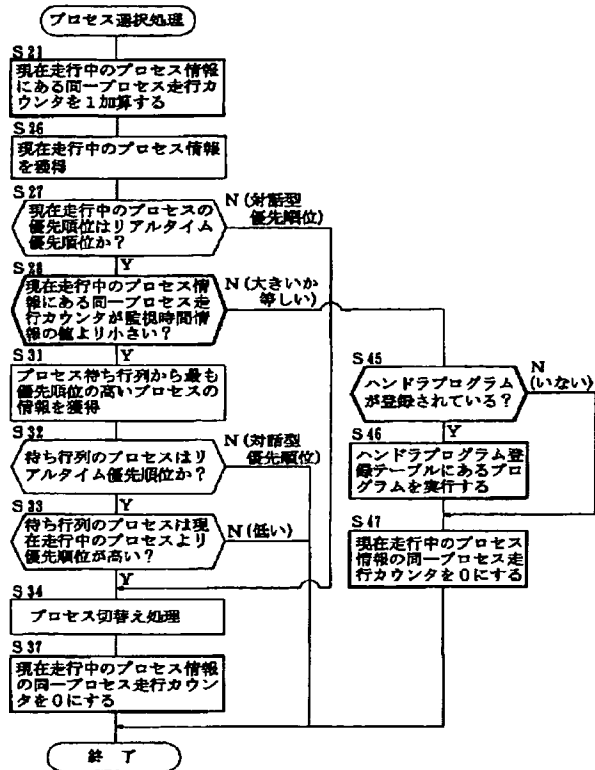 プロセス選択処理
S21
現在走行中のプロセス情報
にある同一プロセス走行カ
ウンタを1加算する
S26
現在走行中のプロセス情報
を獲得
S27
現在走行中のプロセスの
優先順位はリアルタイム
優先順位か？
N(対話型
優先順位)
Y
S28
現在走行中のプロセス情
報にある同一プロセス走
行カウンタが監視時間情
報の値より小さい？
N(大きいか
等しい)
Y
S31
プロセス待ち行列から最も
優先順位の高いプロセスの
情報を獲得
S32
待ち行列のプロセスはリ
アルタイム優先順位か？
N(対話型
優先順位)
Y
S33
待ち行列のプロセスは現
在走行中のプロセスより
優先順位が高い？
N(低い)
Y
S34
プロセス切替え処理
S37
現在走行中のプロセス情報
の同一プロセス走行カウン
タを0にする
終了
S45
ハンドラプログラム
が登録されている？
N
(いない)
Y
S46
ハンドラプログラム登
録テーブルにあるプロ
グラムを実行する
S47
現在走行中のプロセス
情報の同一プロセス走
行カウンタを0にする